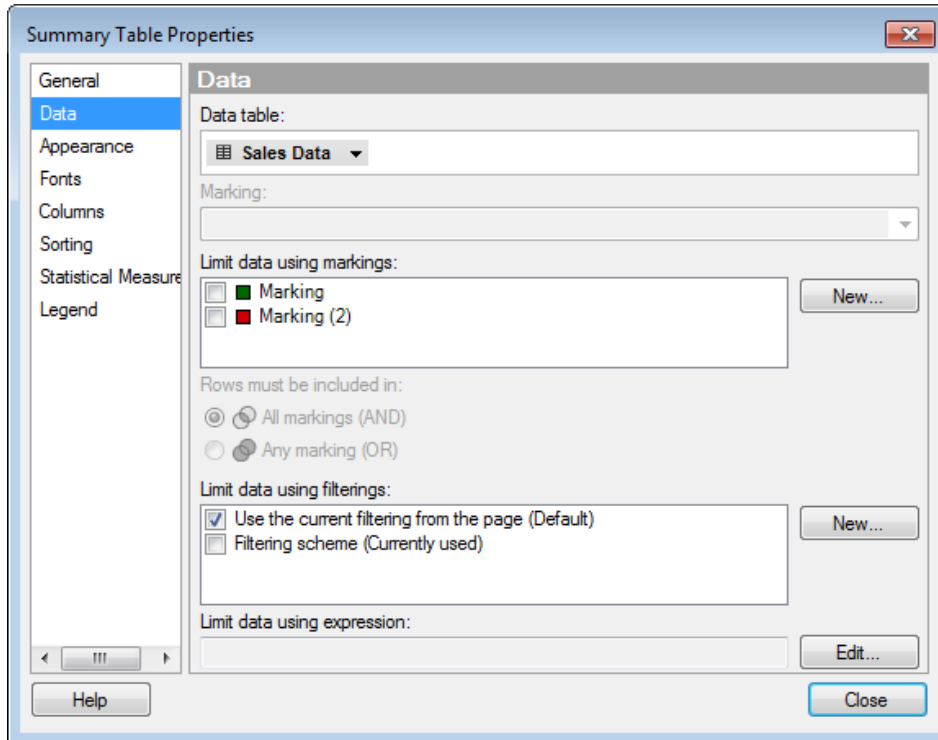 Summary Table Properties
General
Data
Appearance
Fonts
Columns
Sorting
Statistical Measure
Legend
Data
Data table:
Sales Data
Marking:
Limit data using markings:
Marking
Marking (2)
New...
Rows must be included in:
All markings (AND)
Any marking (OR)
Limit data using filterings:
Use the current filtering from the page (Default)
Filtering scheme (Currently used)
New...
Limit data using expression:
Edit...
Help
Close